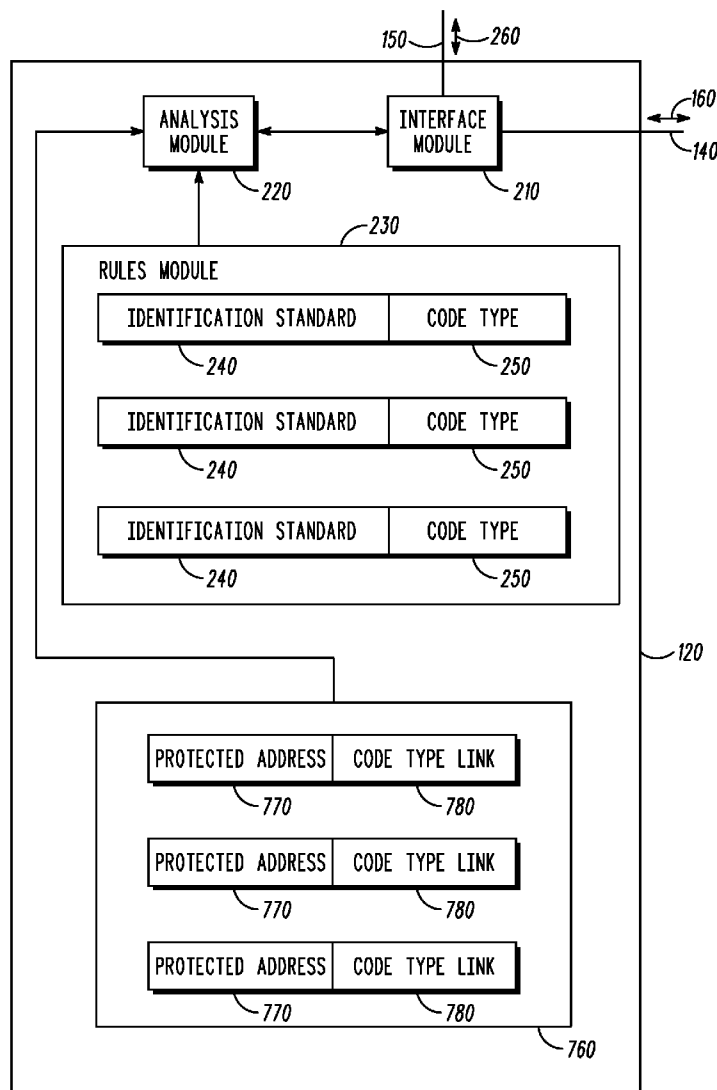 150
260
ANALYSIS
MODULE
INTERFACE
MODULE
160
140
220
210
230
RULES MODULE
IDENTIFICATION STANDARD CODE TYPE
240 250
IDENTIFICATION STANDARD CODE TYPE
240 250
IDENTIFICATION STANDARD CODE TYPE
240 250
120
PROTECTED ADDRESS CODE TYPE LINK
770 780
PROTECTED ADDRESS CODE TYPE LINK
770 780
PROTECTED ADDRESS CODE TYPE LINK
770 780
760